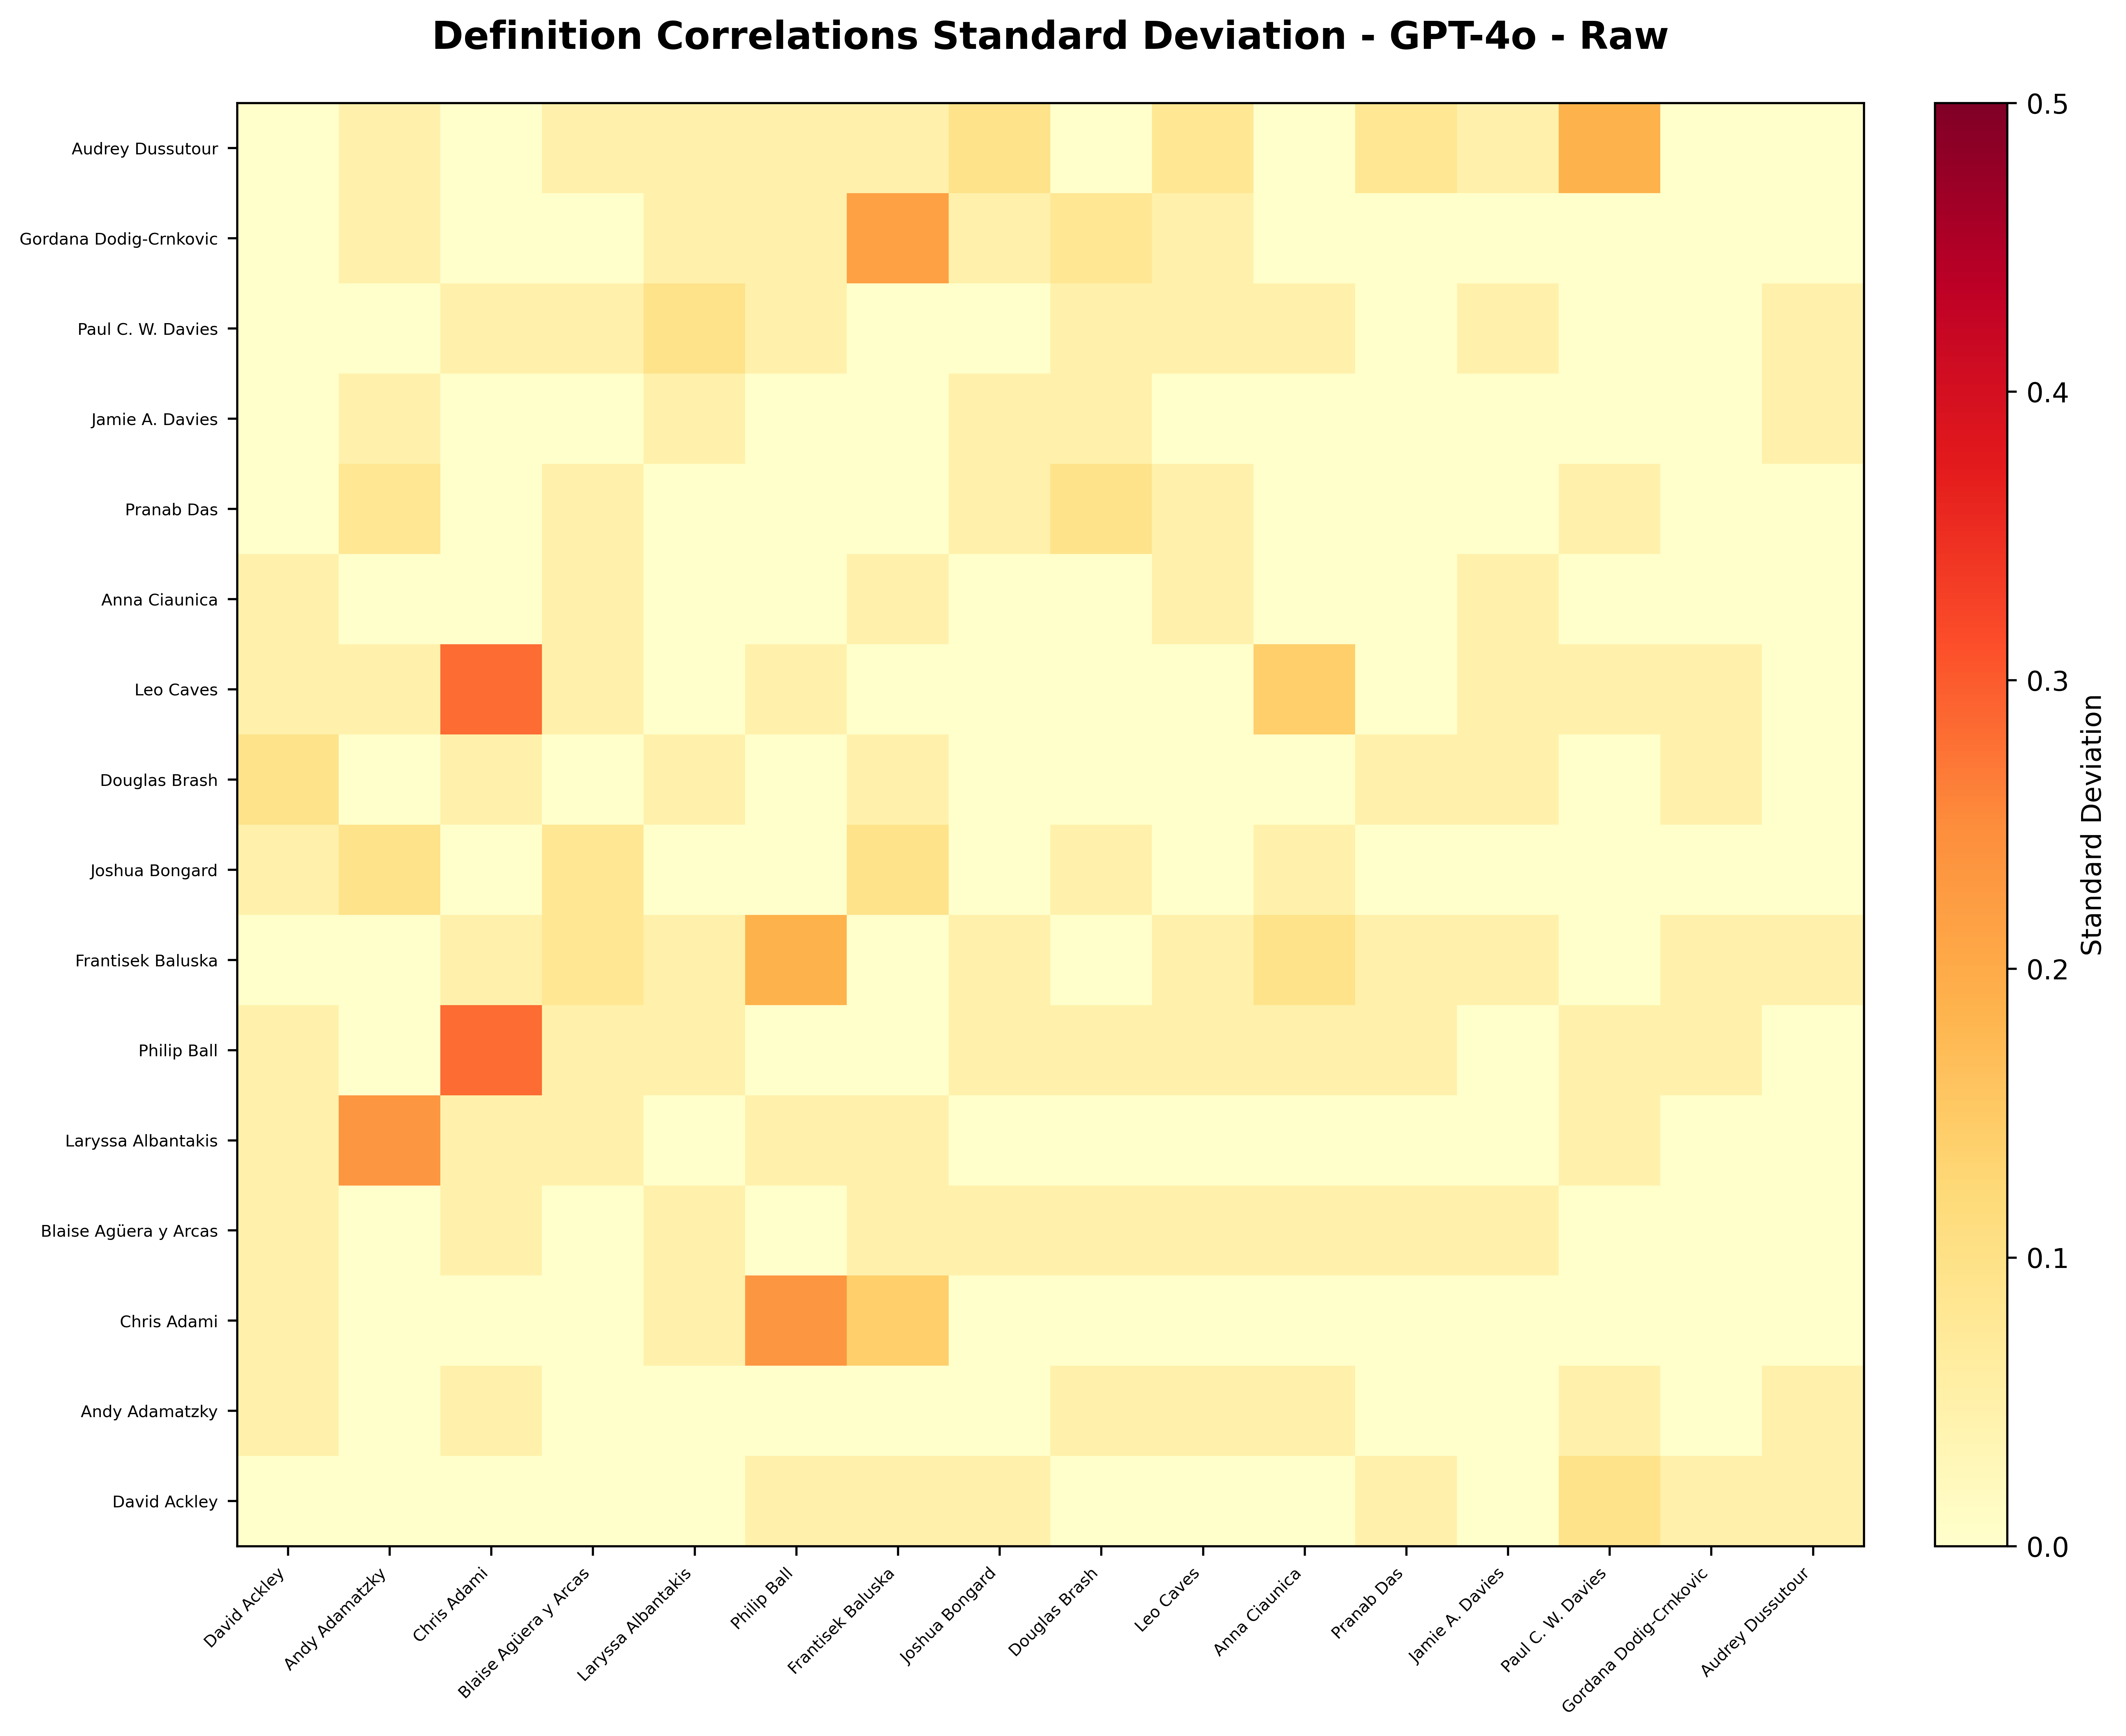 Definition Correlations Standard Deviation - GPT-4o - Raw
Audrey Dussutour
Gordana Dodig-Crnkovic
Paul C. W. Davies
Jamie A. Davies
Pranab Das
Anna Ciaunica
Leo Caves
Douglas Brash
Joshua Bongard
Frantisek Baluska
Philip Ball
Laryssa Albantakis
Blaise Agüera y Arcas
Chris Adami
Andy Adamatzky
David Ackley
David Ackley
Andy Adamatzky
Chris Adami
Blaise Agüera y Arcas
Laryssa Albantakis
Philip Ball
Frantisek Baluska
Joshua Bongard
Douglas Brash
Leo Caves
Anna Ciaunica
Pranab Das
Jamie A. Davies
Paul C. W. Davies
Gordana Dodig-Crnkovic
Audrey Dussutour
0.5
0.4
0.3
0.2
0.1
0.0
Standard Deviation